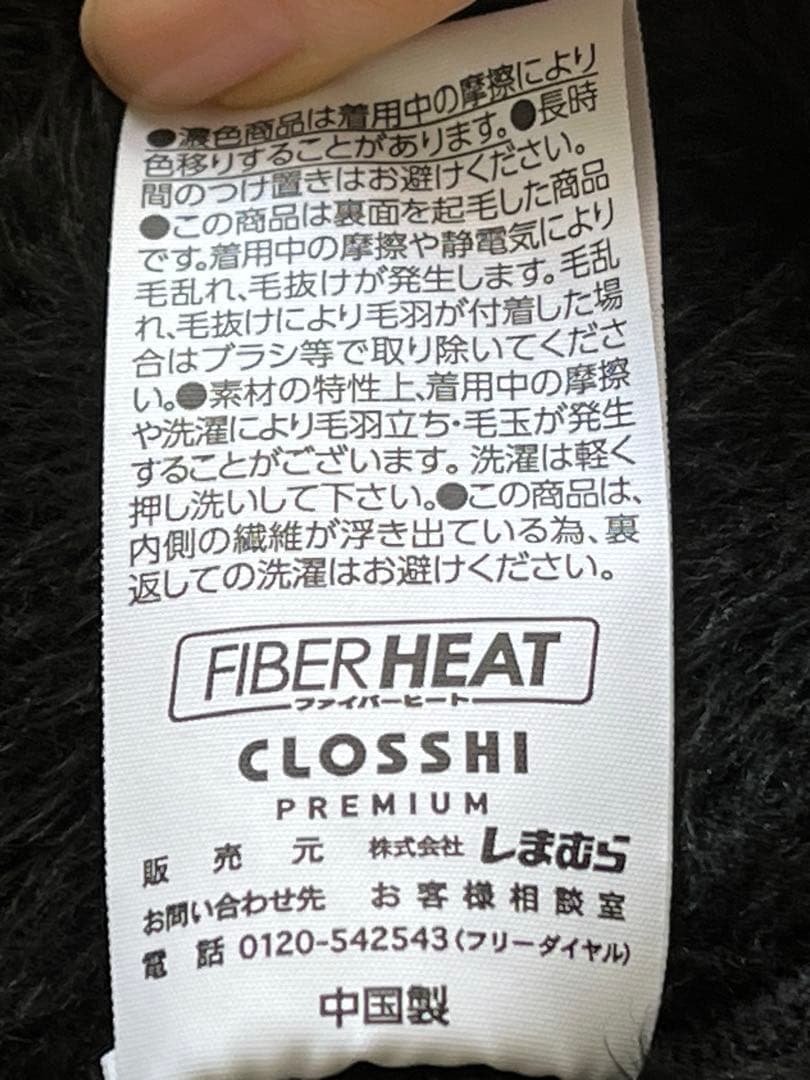 ●濃色商品は着用中の摩擦により
色移りすることがあります。●長時
間のつけ置きはお避けください。
●この商品は裏面を起毛した商品
です。着用中の摩擦や静電気により
毛乱れ、毛抜けが発生します。毛乱
れ、毛抜けにより毛羽が付着した場
合はブラシ等で取り除いてくださ
い。●素材の特性上、着用中の摩擦
や洗濯により毛羽立ち・毛玉が発生
することがございます。洗濯は軽く
押し洗いして下さい。●この商品は、
内側の繊維が浮き出ている為、裏
返しての洗濯はお避けください。
FIBER HEAT
ファイバーヒート
CLOSSHI
PREMIUM
販売元 株式会社 しまむら
お問い合わせ先 お客様相談室
電話 0120-542543(フリーダイヤル)
中国製